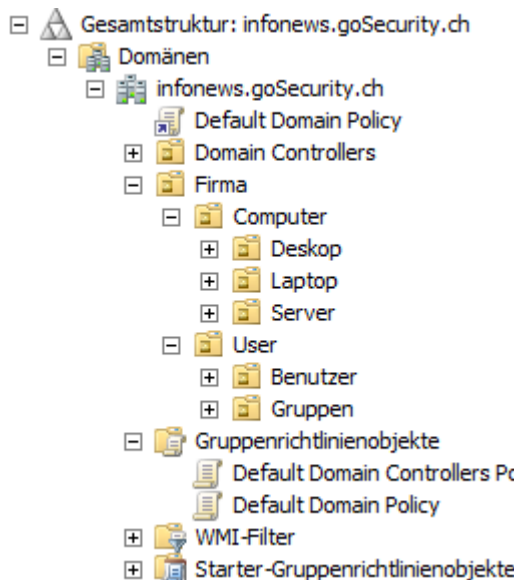 Gesamtstruktur: infonews.goSecurity.ch
Domänen
infonews.goSecurity.ch
Default Domain Policy
Domain Controllers
Firma
Computer
Deskop
Laptop
Server
User
Benutzer
Gruppen
Gruppenrichtlinienobjekte
Default Domain Controllers Po
Default Domain Policy
WMI-Filter
Starter-Gruppenrichtlinienobjekte